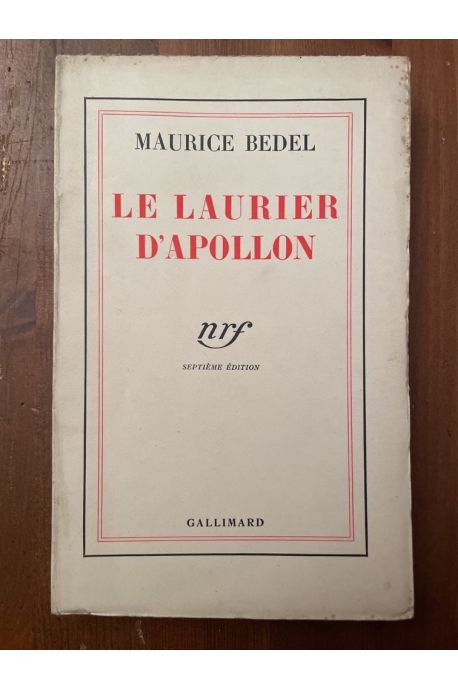 MAURICE BEDEL
LE LAURIER
D'APOLLON
nrf
SEPTIÈME ÉDITION
GALLIMARD